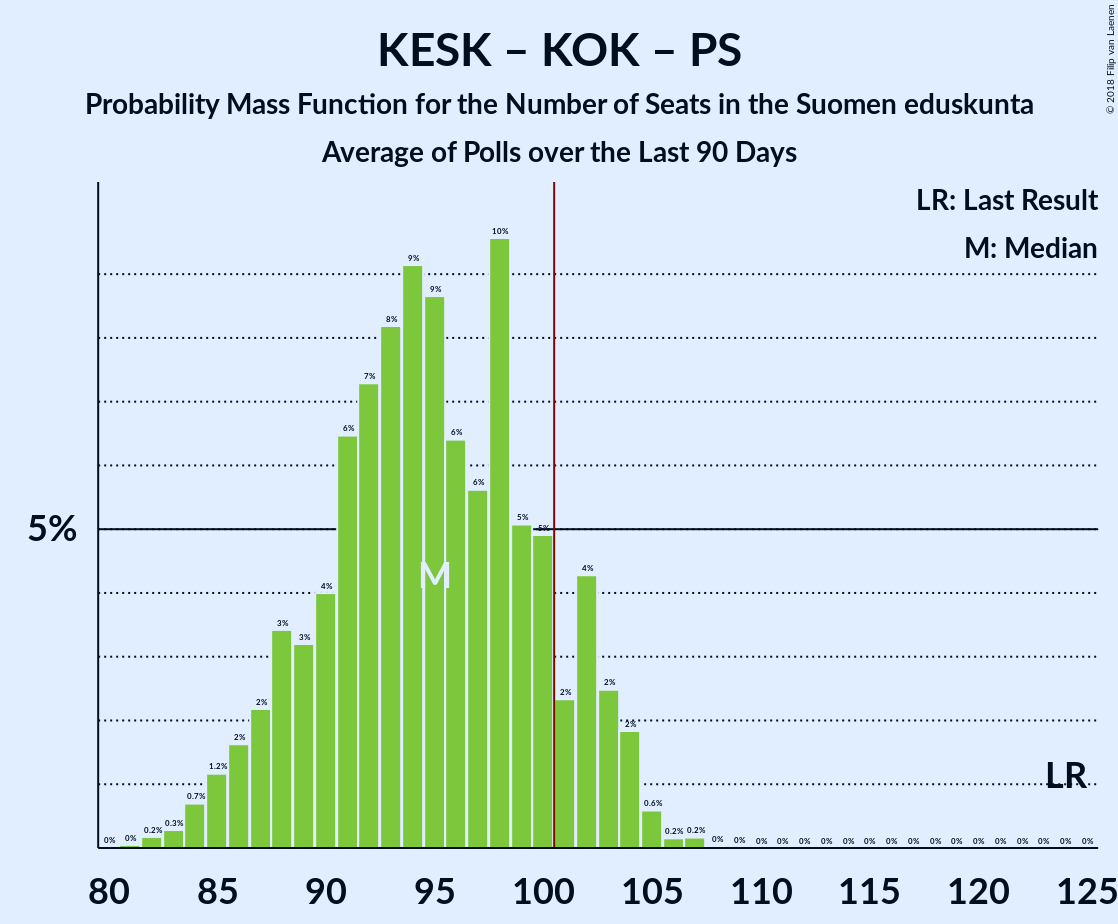 KESK – KOK – PS
Probability Mass Function for the Number of Seats in the Suomen eduskunta
Average of Polls over the Last 90 Days
© 2018 Filip van Laenen
LR: Last Result
M: Median
5%
0% 0% 0.2% 0.3% 0.7% 1.2% 2% 2% 3% 3% 4% 6% 7% 8% 9% 9% 6% 6% 10% 5% 5% 2% 4% 2% 2% 0.6% 0.2% 0.2% 0% 0% 0% 0% 0% 0% 0% 0% 0% 0% 0% 0% 0% 0% 0% 0% 0% 0%
M
LR
80 85 90 95 100 105 110 115 120 125